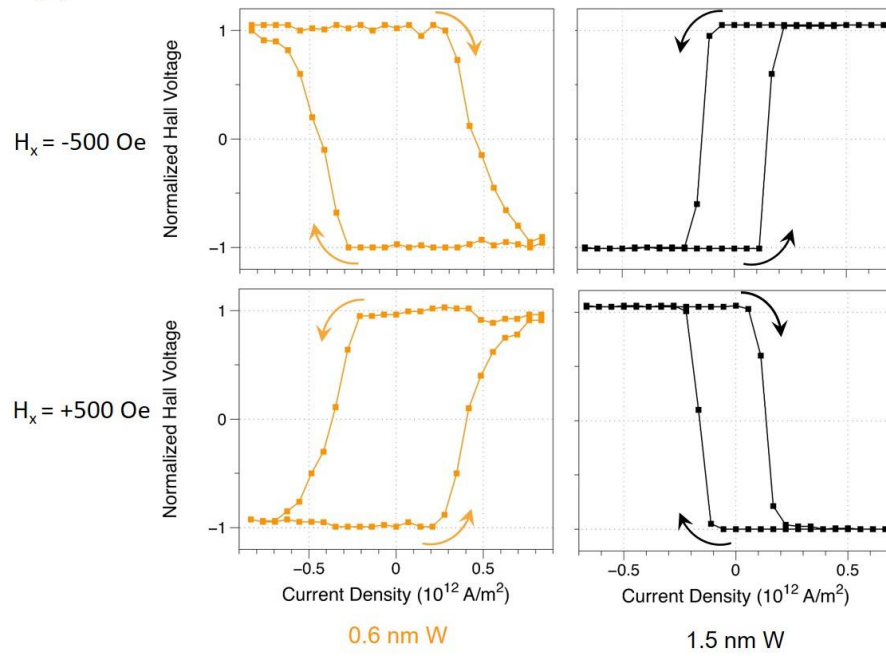 H_x = -500 Oe
Normalized Hall Voltage
1
0
−1
H_x = +500 Oe
Normalized Hall Voltage
1
0
−1
−0.5 0 0.5
−0.5 0 0.5
Current Density (10^12 A/m^2)
Current Density (10^12 A/m^2)
0.6 nm W
1.5 nm W